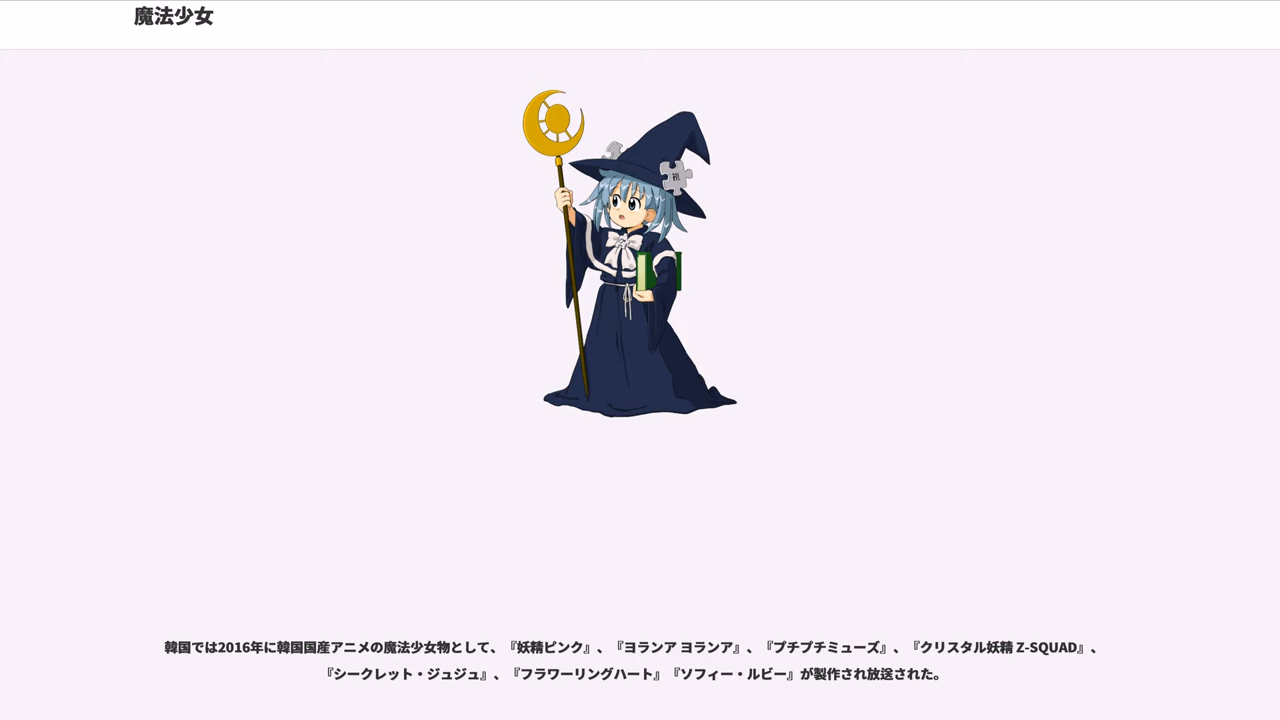 魔法少女
祖
韓国では2016年に韓国国産アニメの魔法少女物として、『妖精ピンク』、『ヨランア ヨランア』、『プチプチミューズ』、『クリスタル妖精 Z-SQUAD』、
『シークレット・ジュジュ』、『フラワーリングハート』『ソフィー・ルビー』が製作され放送された。